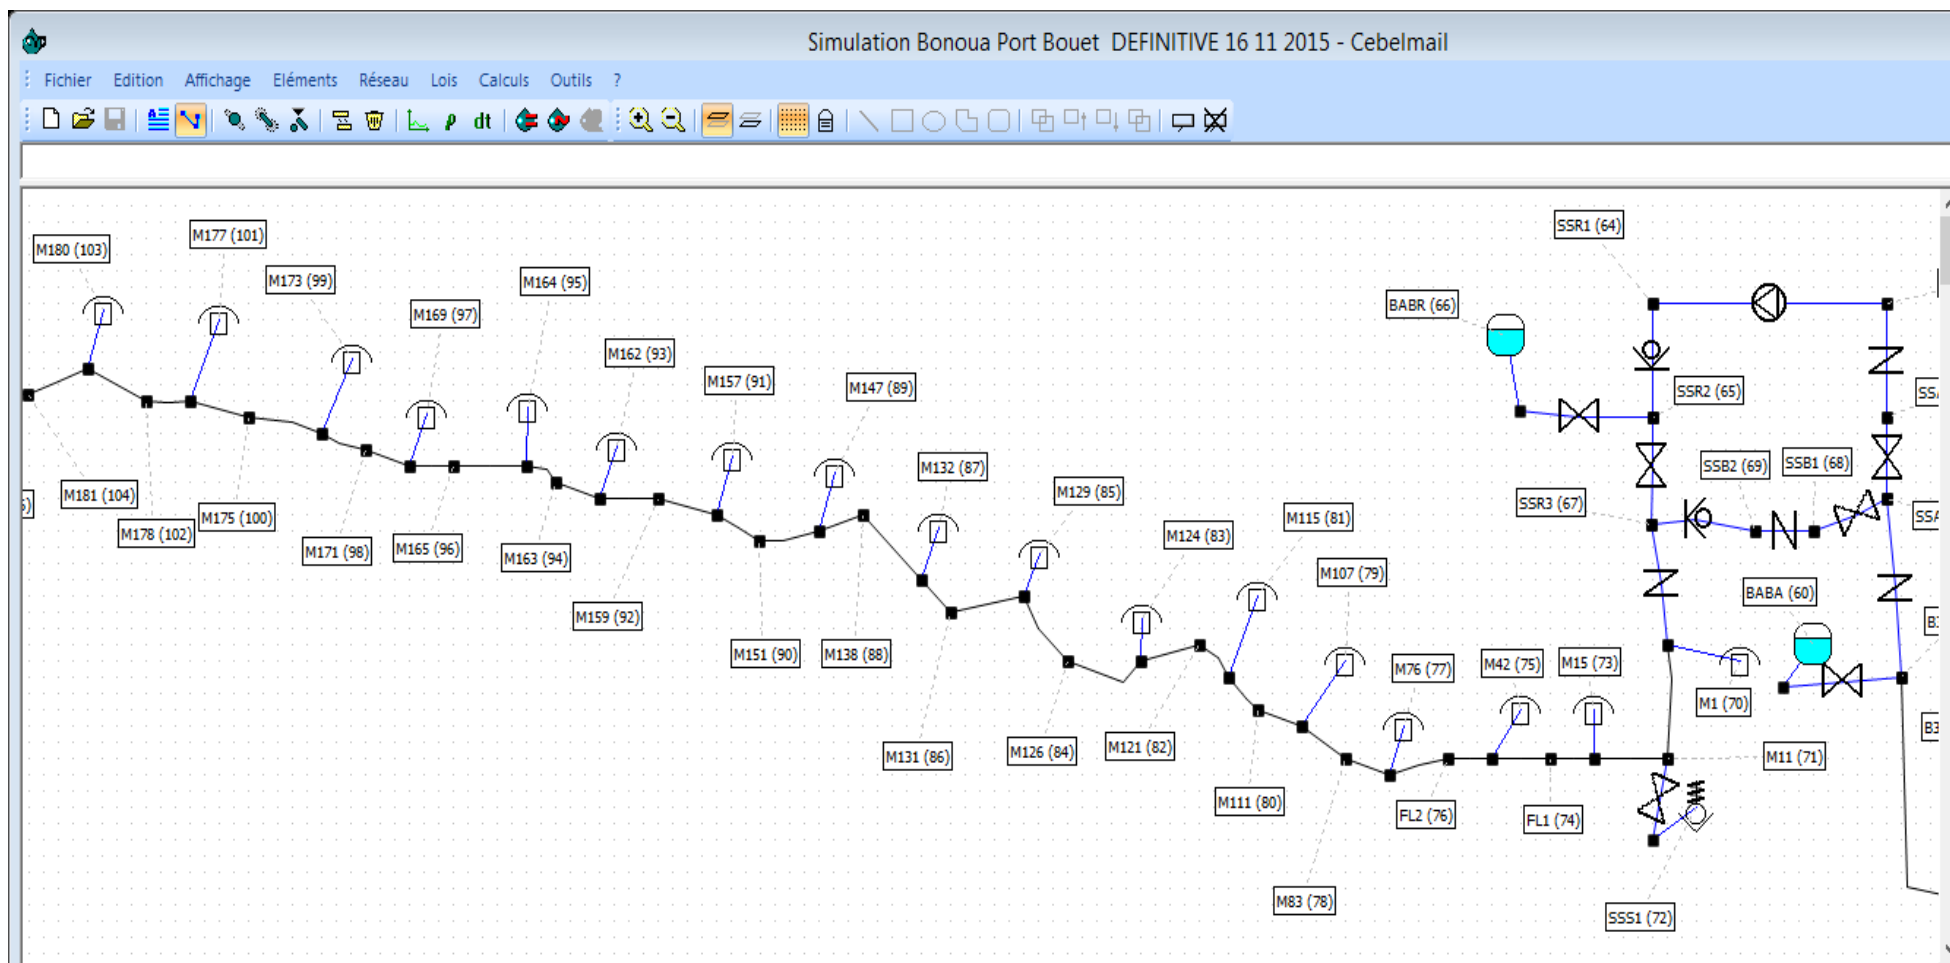 Simulation Bonoua Port Bouet DEFINITIVE 16 11 2015 - Cebelmail
Fichier Edition Affichage Eléments Réseau Lois Calculs Outils ?
dt
SSR1 (64)
M177 (101)
M180 (103)
M173 (99)
M164 (95)
M169 (97)
BABR (66)
M162 (93)
M157 (91)
M147 (89)
SSR2 (65)
M132 (87)
SSB2 (69)
SSB1 (68)
M181 (104)
M129 (85)
SSR3 (67)
M175 (100)
M115 (81)
M178 (102)
M124 (83)
M171 (98)
M165 (96)
M163 (94)
M107 (79)
BABA (60)
M159 (92)
M151 (90)
M138 (88)
M76 (77)
M42 (75)
M15 (73)
M1 (70)
M131 (86)
M126 (84)
M121 (82)
M11 (71)
M111 (80)
FL2 (76)
FL1 (74)
M83 (78)
SSS1 (72)